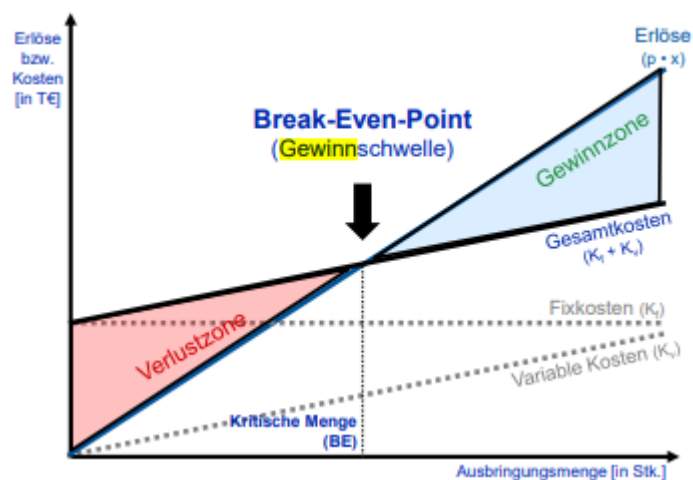 Erlöse
bzw.
Kosten
[in T€]
Erlöse
(p • x)
Break-Even-Point
(Gewinnschwelle)
Gewinnzone
Gesamtkosten
(Kf + Kv)
Fixkosten (Kf)
Verlustzone
Variable Kosten (Kv)
Kritische Menge
(BE)
Ausbringungsmenge [in Stk.]